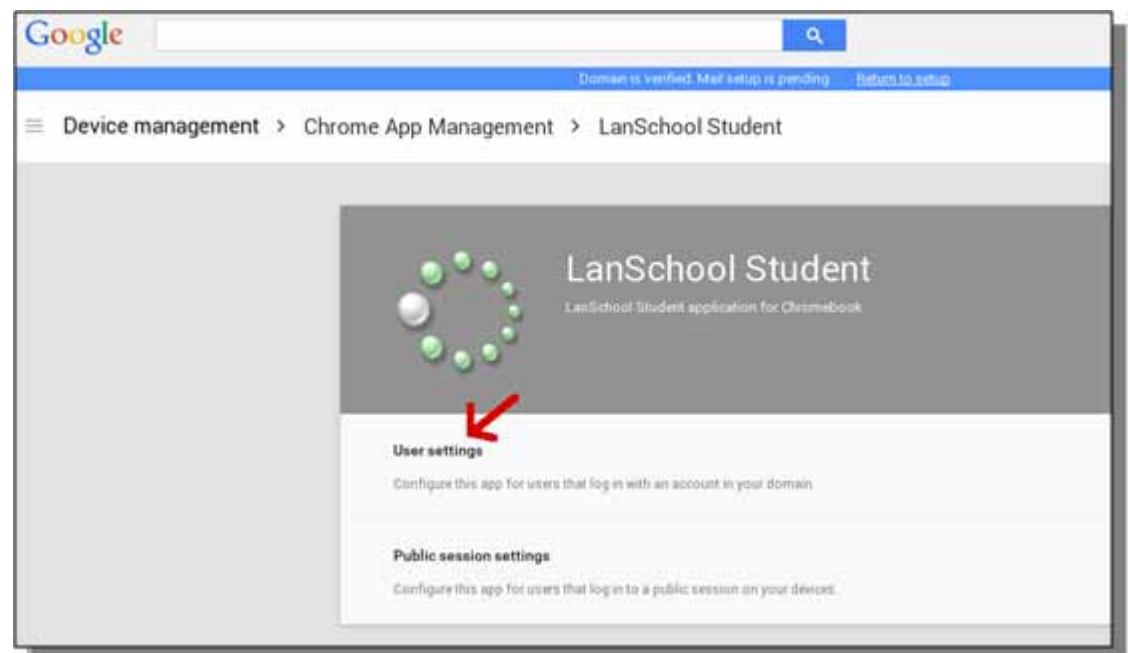 Google
Domain is verified. Mail setup is pending Return to setup
Device management > Chrome App Management > LanSchool Student
LanSchool Student
LanSchool Student application for Chromebook
User settings
Configure this app for users that log in with an account in your domain.
Public session settings
Configure this app for users that log in to a public session on your devices.